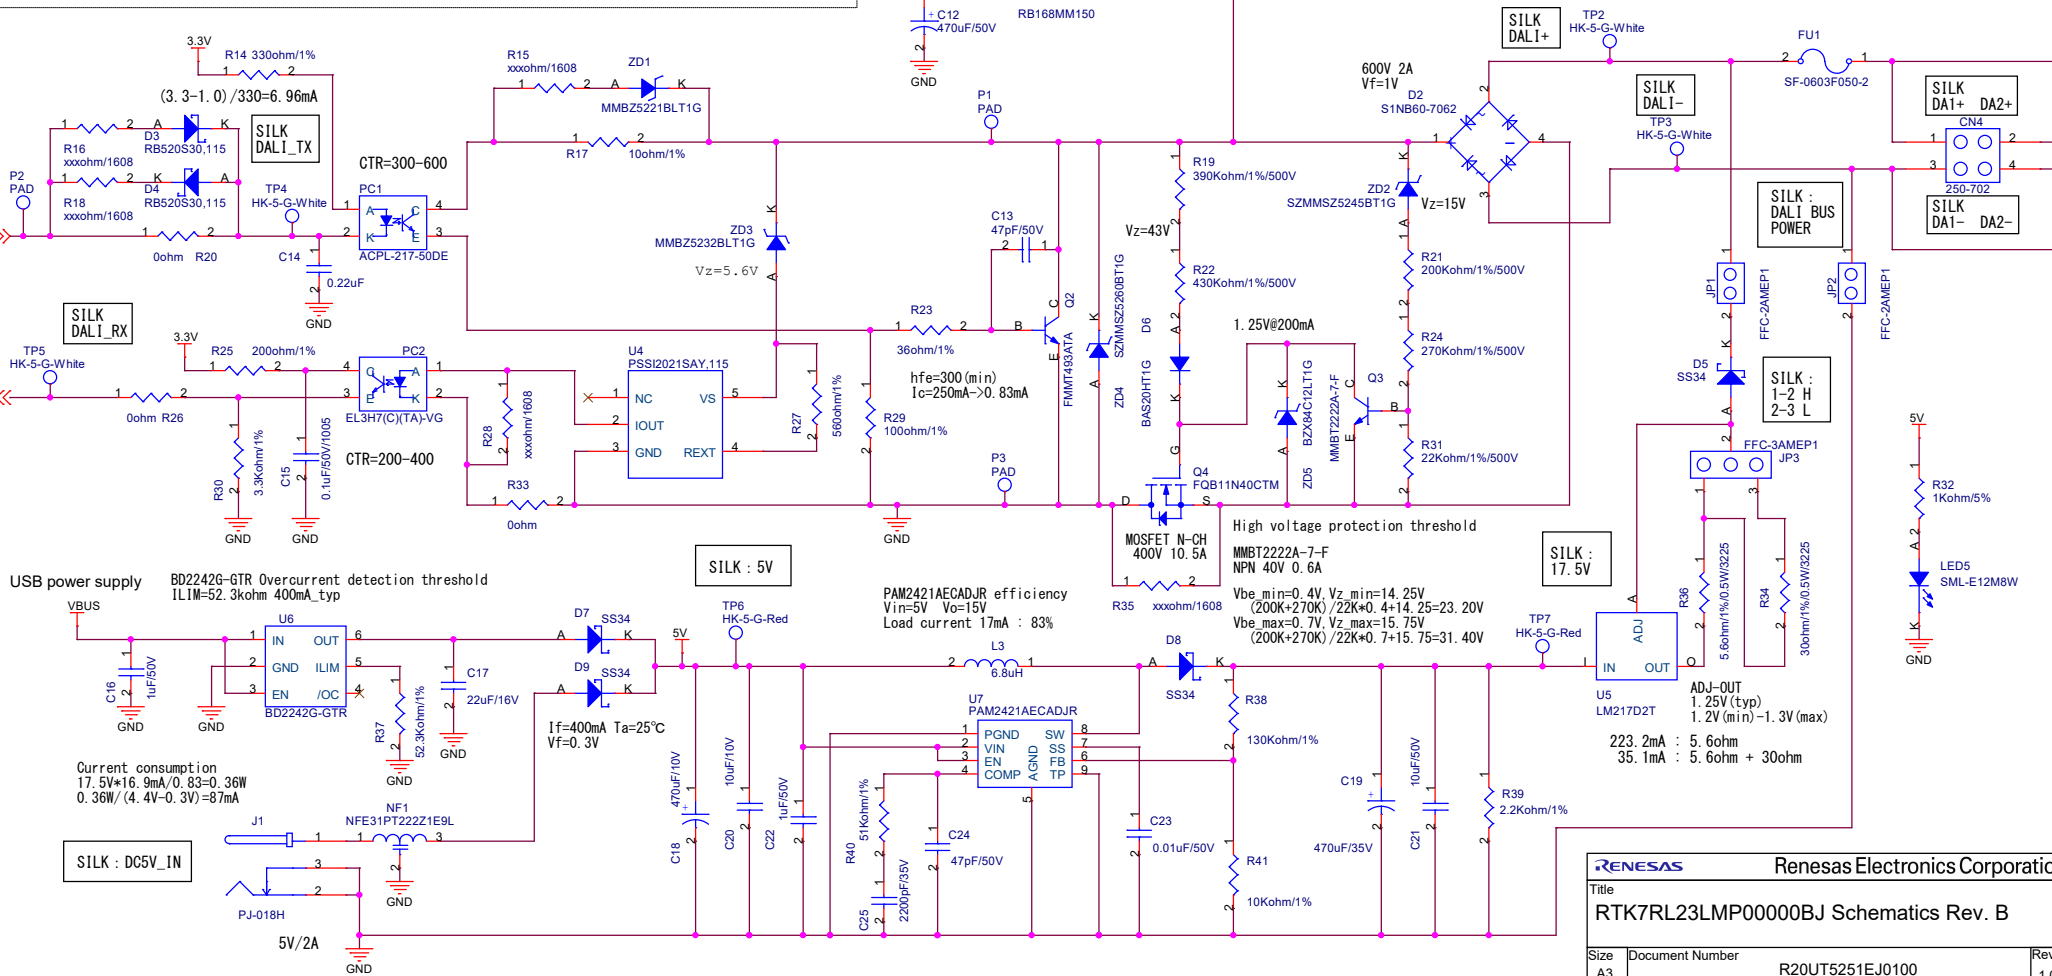 C12
470uF/50V
GND
RB168MM150
SILK
DALI+
TP2
HK-5-G-White
FU1
SF-0603F050-2
3.3V
R14 330ohm/1%
(3.3-1.0)/330=6.96mA
R15
xxxohm/1608
ZD1
MMBZ5221BLT1G
R17
10ohm/1%
P1
PAD
600V 2A
Vf=1V
D2
S1NB60-7062
SILK
DALI-
TP3
HK-5-G-White
SILK
DA1+ DA2+
CN4
250-702
SILK
DA1- DA2-
R16
xxxohm/1608
D3
RB520S30,115
SILK
DALI_TX
R18
xxxohm/1608
D4
RB520S30,115
P2
PAD
TP4
HK-5-G-White
0ohm R20
C14
0.22uF
GND
CTR=300-600
PC1
A C
K E
ACPL-217-50DE
ZD3
MMBZ5232BLT1G
Vz=5.6V
C13
47pF/50V
R19
390Kohm/1%/500V
Vz=43V
R22
430Kohm/1%/500V
ZD2
SZMMSZ5245BT1G
Vz=15V
R21
200Kohm/1%/500V
R24
270Kohm/1%/500V
R31
22Kohm/1%/500V
SILK :
DALI BUS
POWER
JP1
FFC-2AMEP1
JP2
FFC-2AMEP1
D5
SS34
SILK :
1-2 H
2-3 L
FFC-3AMEP1
JP3
SILK
DALI_RX
TP5
HK-5-G-White
3.3V
R25 200ohm/1%
0ohm R26
R30
3.3Kohm/1%
GND
C15
0.1uF/50V/1005
GND
PC2
C A
E K
EL3H7(C)(TA)-VG
CTR=200-400
R28
xxxohm/1608
R33
0ohm
U4
PSSI2021SAY,115
NC VS
IOUT
GND REXT
R27
560ohm/1%
R29
100ohm/1%
GND
R23
36ohm/1%
hfe=300(min)
Ic=250mA->0.83mA
Q2
FMMT493ATA
ZD4
SZMMSZ5260BT1G
D6
BAS20HT1G
1.25V@200mA
ZD5
BZX84C12LT1G
Q3
MMBT2222A-7-F
P3
PAD
Q4
FQB11N40CTM
MOSFET N-CH
400V 10.5A
R35 xxxohm/1608
High voltage protection threshold
MMBT2222A-7-F
NPN 40V 0.6A
Vbe_min=0.4V, Vz_min=14.25V
(200K+270K)/22K*0.4+14.25=23.20V
Vbe_max=0.7V, Vz_max=15.75V
(200K+270K)/22K*0.7+15.75=31.40V
SILK :
17.5V
5V
R32
1Kohm/5%
LED5
SML-E12M8W
GND
USB power supply
VBUS
BD2242G-GTR Overcurrent detection threshold
ILIM=52.3kohm 400mA_typ
U6
IN OUT
GND ILIM
EN /OC
BD2242G-GTR
C16
1uF/50V
GND
GND
R37
52.3Kohm/1%
GND
C17
22uF/16V
GND
D7 SS34
D9 SS34
If=400mA Ta=25℃
Vf=0.3V
SILK : 5V
5V
TP6
HK-5-G-Red
PAM2421AECADJR efficiency
Vin=5V Vo=15V
Load current 17mA : 83%
L3
6.8uH
D8
SS34
U7
PAM2421AECADJR
PGND SW
VIN SS
EN FB
COMP TP
AGND
R38
130Kohm/1%
R41
10Kohm/1%
TP7
HK-5-G-Red
U5
LM217D2T
ADJ
IN OUT
R36
5.6ohm/1%/0.5W/3225
R34
30ohm/1%/0.5W/3225
ADJ-OUT
1.25V(typ)
1.2V(min)-1.3V(max)
223.2mA : 5.6ohm
35.1mA : 5.6ohm + 30ohm
Current consumption
17.5V*16.9mA/0.83=0.36W
0.36W/(4.4V-0.3V)=87mA
J1
NF1
NFE31PT222Z1E9L
GND
SILK : DC5V_IN
PJ-018H
5V/2A
GND
C18
470uF/10V
C20
10uF/10V
C22
1uF/50V
R40
51Kohm/1%
C25
2200pF/35V
C24
47pF/50V
C23
0.01uF/50V
C19
470uF/35V
C21
10uF/50V
R39
2.2Kohm/1%
RENESAS Renesas Electronics Corporatio
Title
RTK7RL23LMP00000BJ Schematics Rev. B
Size Document Number Rev
A3 R20UT5251EJ0100